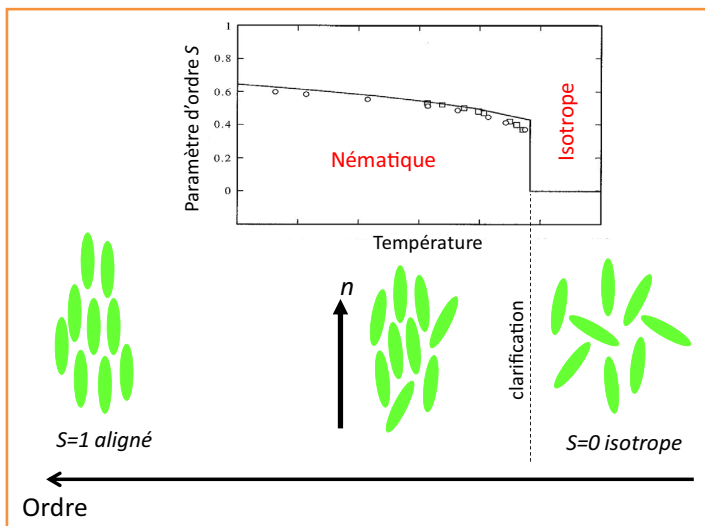 1
0.8
0.6
0.4
0.2
0
Paramètre d'ordre S
Nématique
Isotrope
Température
n
clarification
S=1 aligné
S=0 isotrope
Ordre